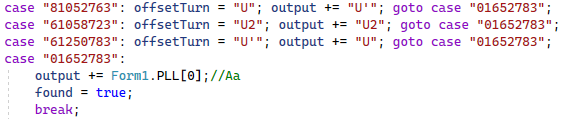 case "81052763": offsetTurn = "U"; output += "U'"; goto case "01652783";
case "61058723": offsetTurn = "U2"; output += "U2"; goto case "01652783";
case "61250783": offsetTurn = "U'"; output += "U"; goto case "01652783";
case "01652783":
output += Form1.PLL[0];//Aa
found = true;
break;